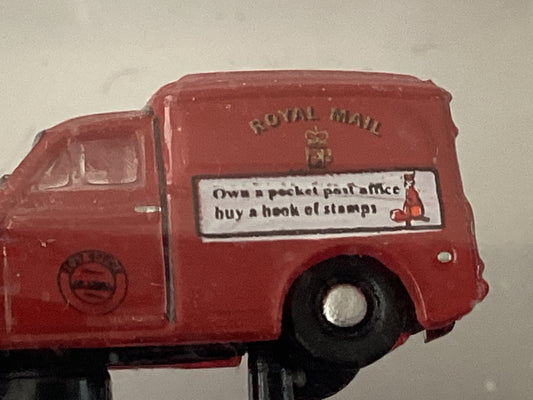 ROYAL MAIL
Own a pocket post office
buy a book of stamps